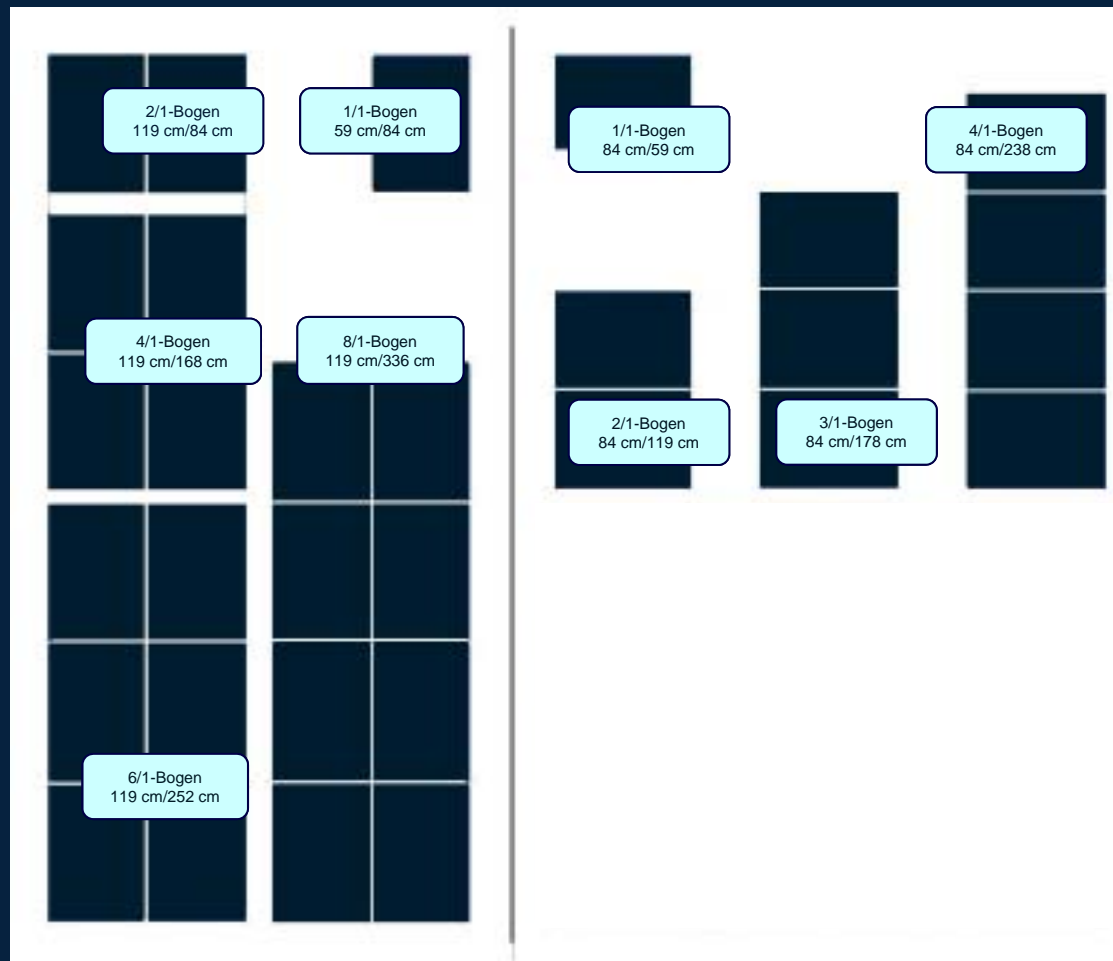 2/1-Bogen
119 cm/84 cm
1/1-Bogen
59 cm/84 cm
4/1-Bogen
119 cm/168 cm
8/1-Bogen
119 cm/336 cm
6/1-Bogen
119 cm/252 cm
1/1-Bogen
84 cm/59 cm
4/1-Bogen
84 cm/238 cm
2/1-Bogen
84 cm/119 cm
3/1-Bogen
84 cm/178 cm